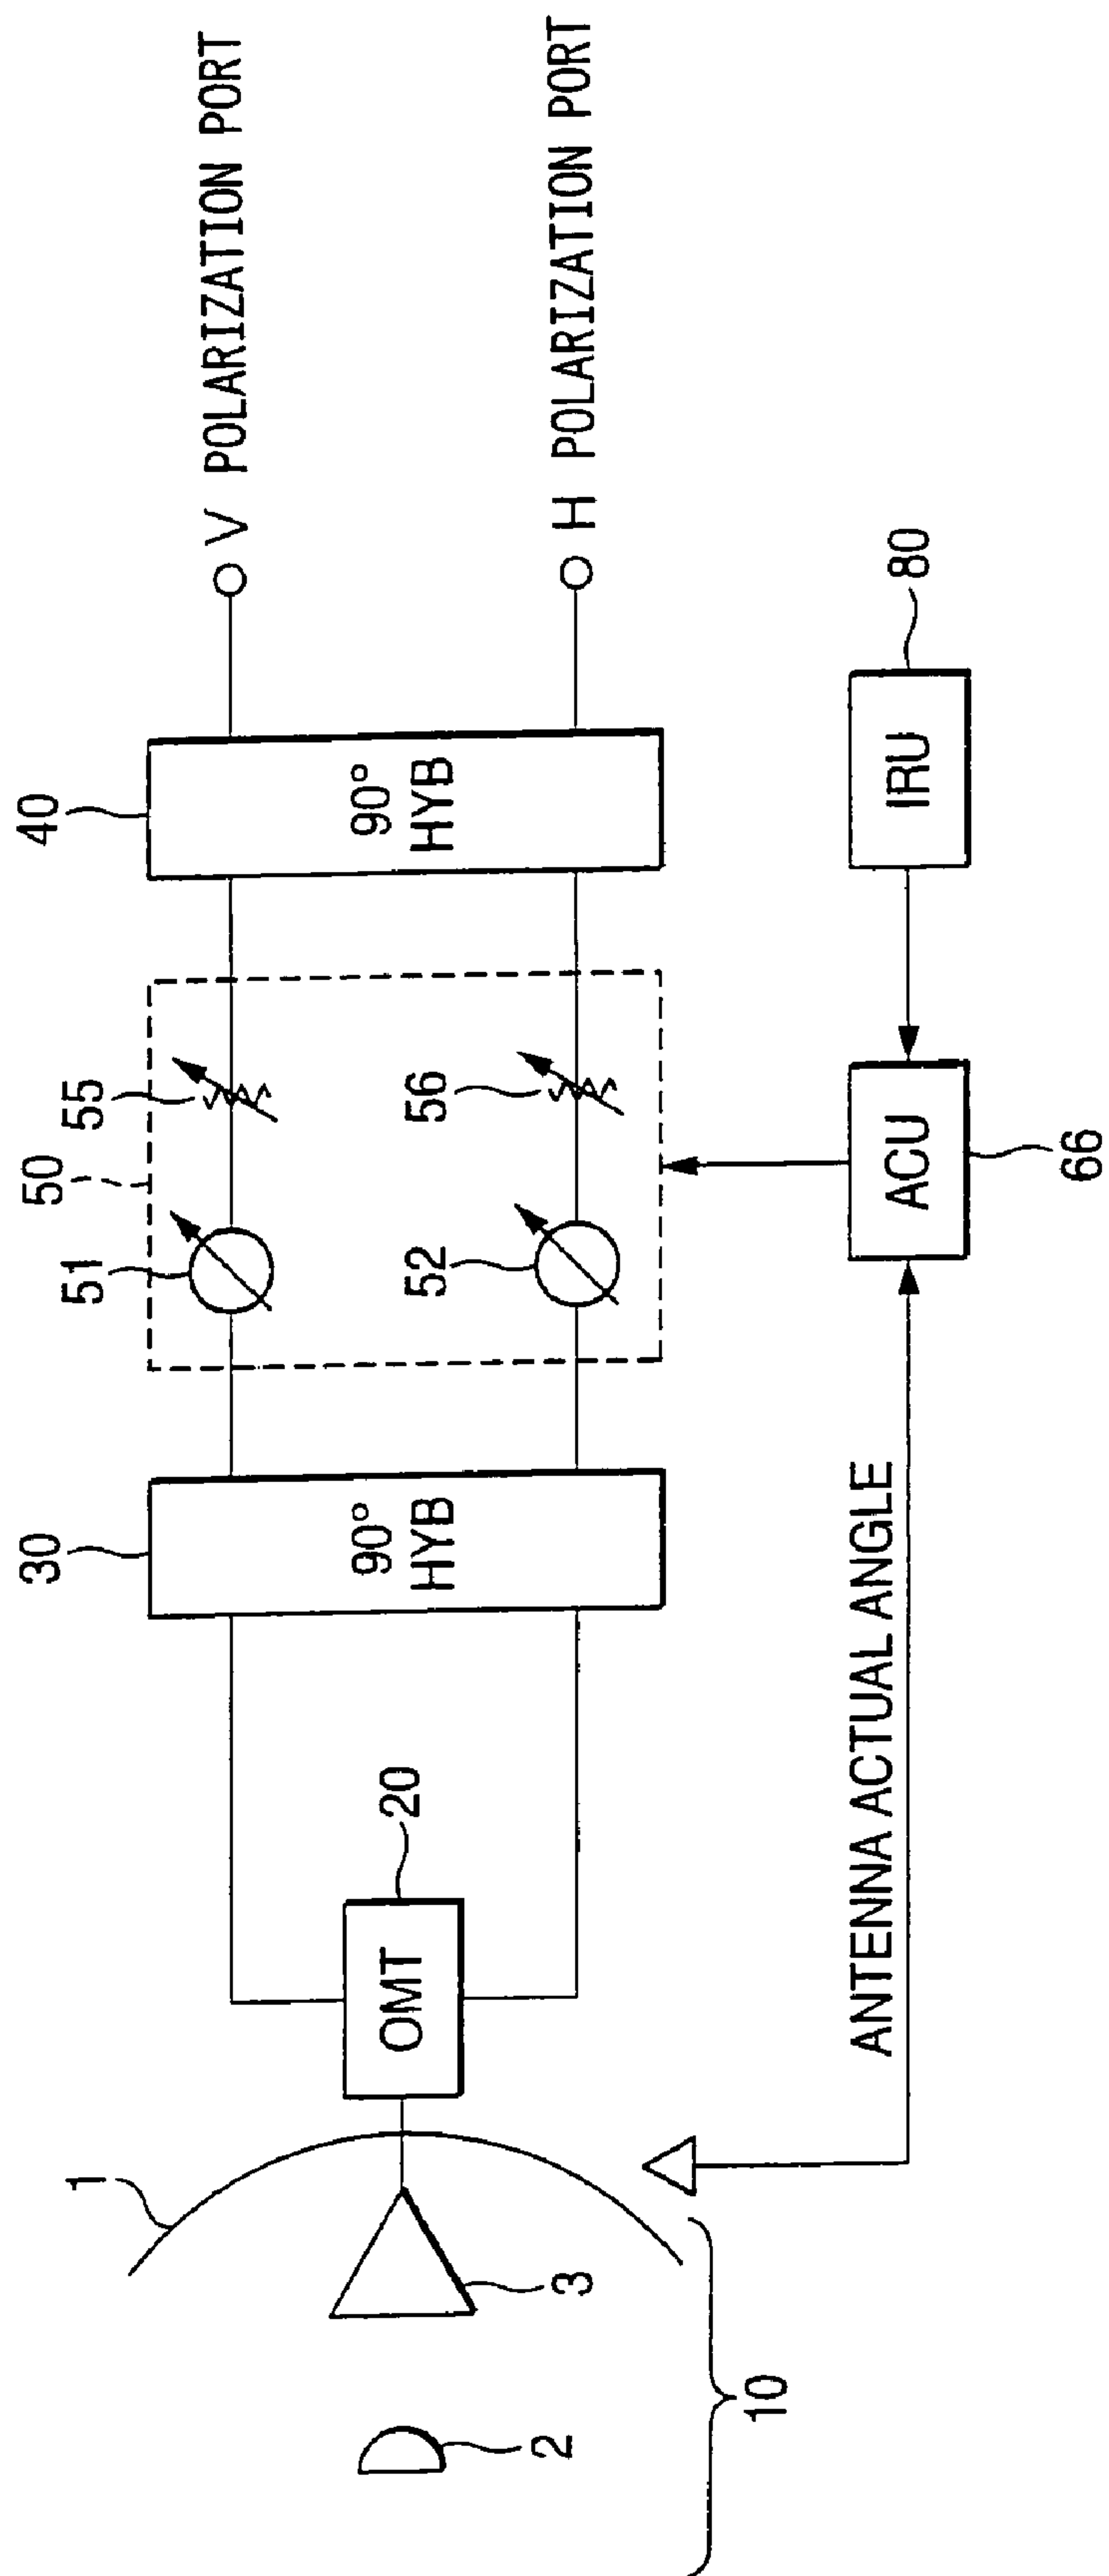 40
30
50
55
51
56
52
90°
HYB
90°
HYB
V POLARIZATION PORT
H POLARIZATION PORT
20
OMT
1
3
2
10
ANTENNA ACTUAL ANGLE
ACU
66
IRU
80